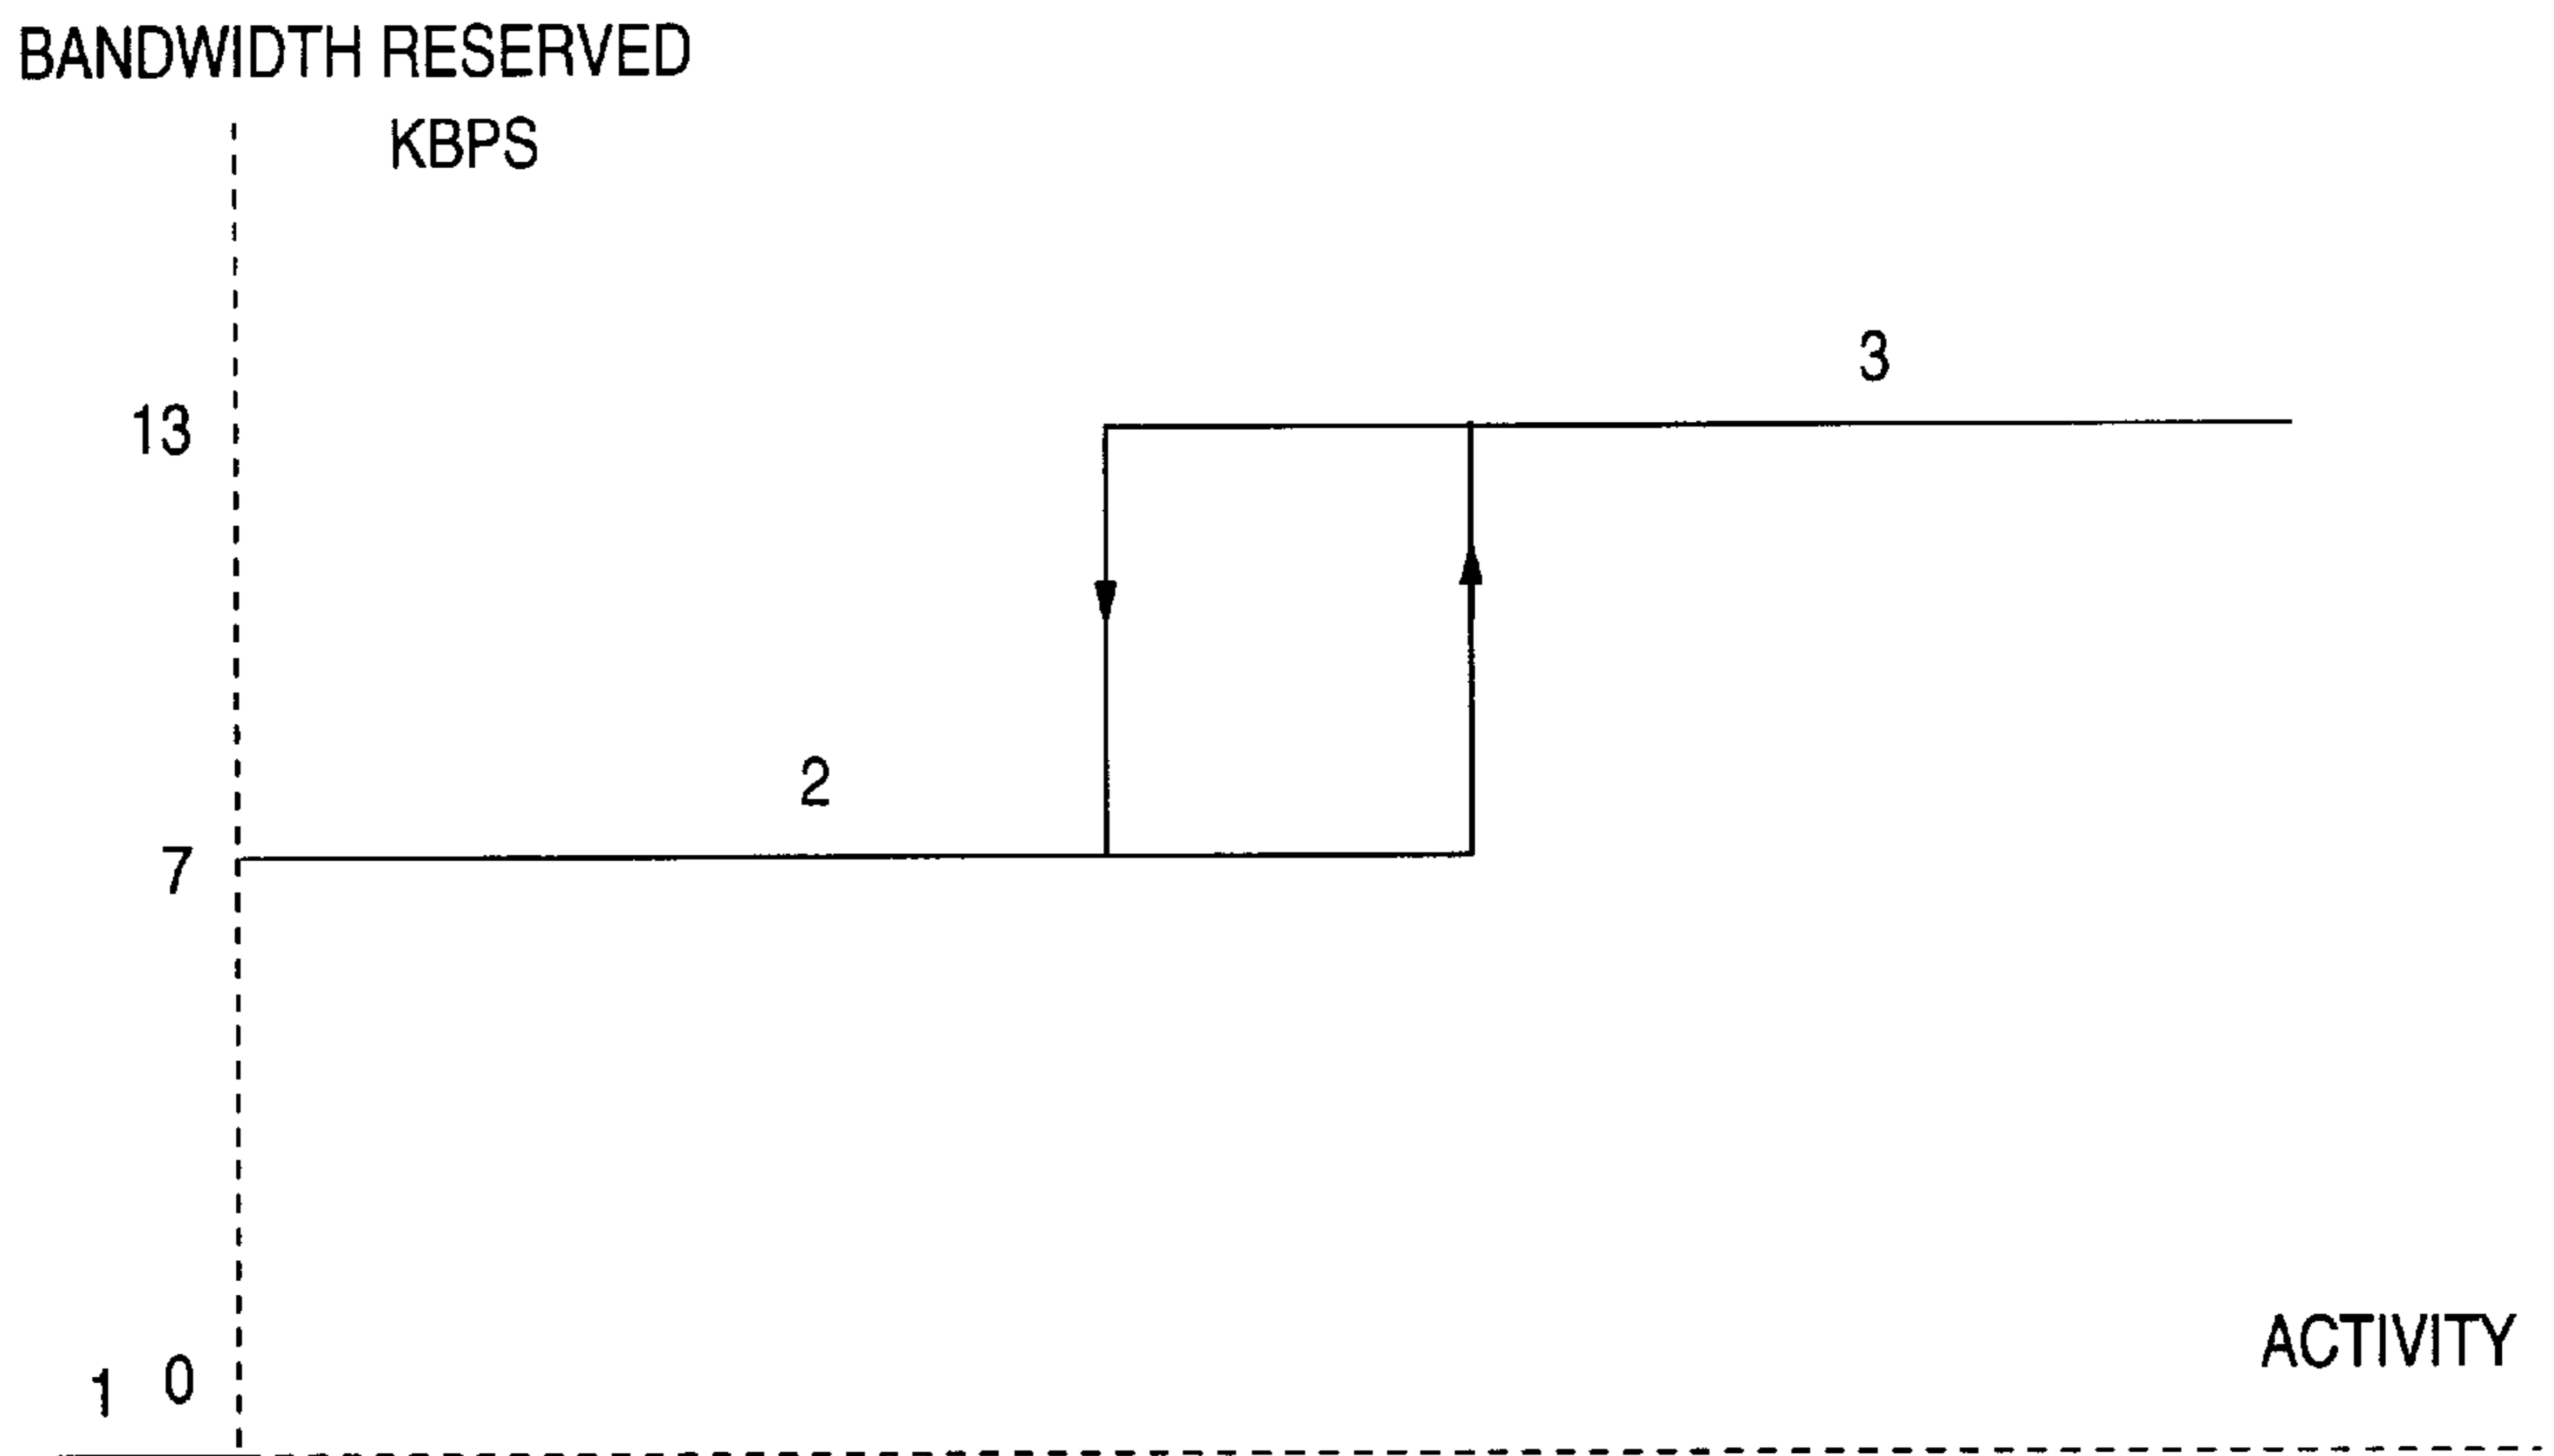 BANDWIDTH RESERVED
KBPS
3
13
2
7
ACTIVITY
1 0